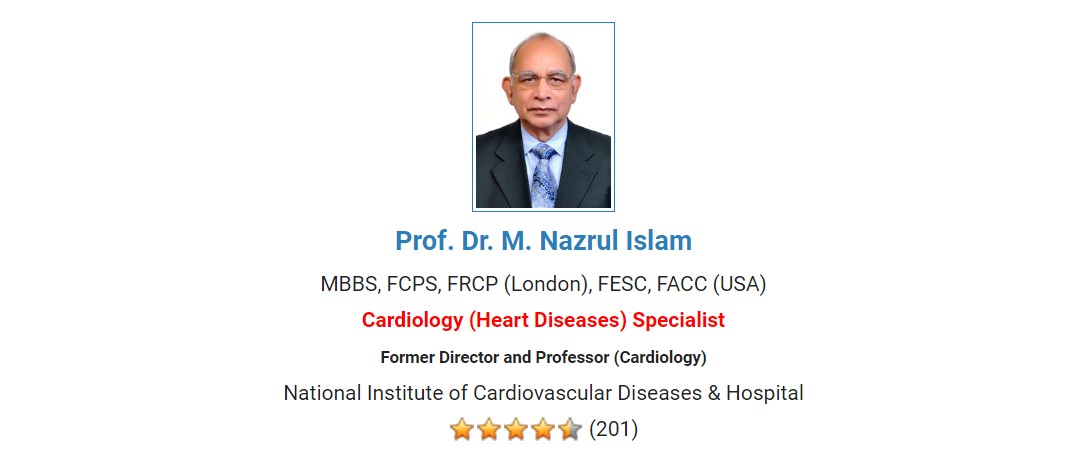 Prof. Dr. M. Nazrul Islam
MBBS, FCPS, FRCP (London), FESC, FACC (USA)
Cardiology (Heart Diseases) Specialist
Former Director and Professor (Cardiology)
National Institute of Cardiovascular Diseases & Hospital
(201)